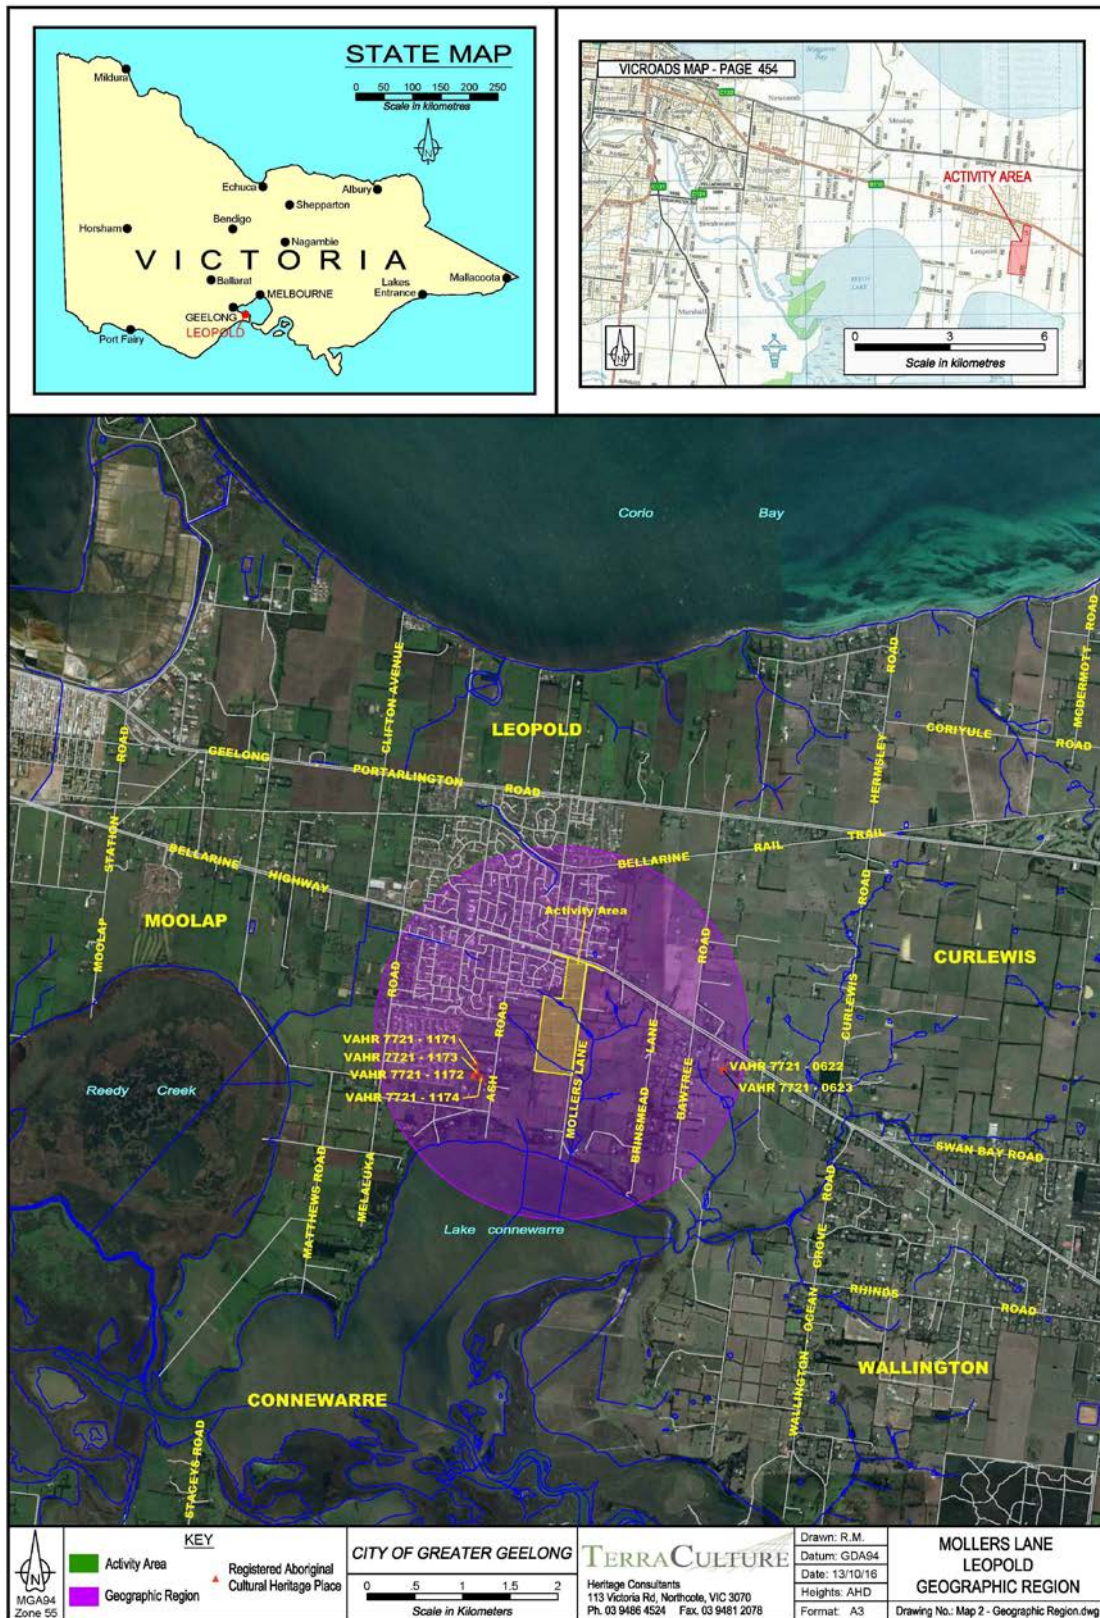 STATE MAP
0 50 100 150 200 250
Scale in kilometres
N
Mildura
Echuca
Albury
Shepparton
Horsham
Bendigo
Nagambie
VICTORIA
Ballarat
Mallacoota
MELBOURNE
Lakes
Entrance
GEELONG
LEOPOLD
Port Fairy
VICROADS MAP - PAGE 454
ACTIVITY AREA
Newcomb
Moolap
St Albans
Park
Leopold
Marshall
0 3 6
Scale in kilometres
N
Corio Bay
LEOPOLD
CLIFTON AVENUE
GEELONG
PORTARLINGTON
ROAD
HERMSLEY
ROAD
CORIYULE
ROAD
MCDERMOTT
ROAD
MOOLAP
STATION
ROAD
BELLARINE
HIGHWAY
BELLARINE
RAIL
TRAIL
MOOLAP
Activity Area
CURLEWIS
CURLEWIS
ROAD
ROAD
ASH
ROAD
MOLLERS LANE
BRINSMEAD
LANE
BAWTREE
ROAD
VAHR 7721 - 1171
VAHR 7721 - 1173
VAHR 7721 - 1172
VAHR 7721 - 1174
VAHR 7721 - 0622
VAHR 7721 - 0623
Reedy Creek
MATTHEWS ROAD
MELAEUKA
Lake connewarre
SWAN BAY ROAD
WALLINGTON
OCEAN
GROVE
ROAD
RHINDS
ROAD
WALLINGTON
CONNEWARRE
STACEYS ROAD
N
MGA94
Zone 55
KEY
Activity Area
Geographic Region
Registered Aboriginal
Cultural Heritage Place
CITY OF GREATER GEELONG
0 .5 1 1.5 2
Scale in Kilometers
TERRACULTURE
Heritage Consultants
113 Victoria Rd, Northcote, VIC 3070
Ph. 03 9486 4524 Fax. 03 9481 2078
Drawn: R.M.
Datum: GDA94
Date: 13/10/16
Heights: AHD
Format: A3
MOLLERS LANE
LEOPOLD
GEOGRAPHIC REGION
Drawing No.: Map 2 - Geographic Region.dwg